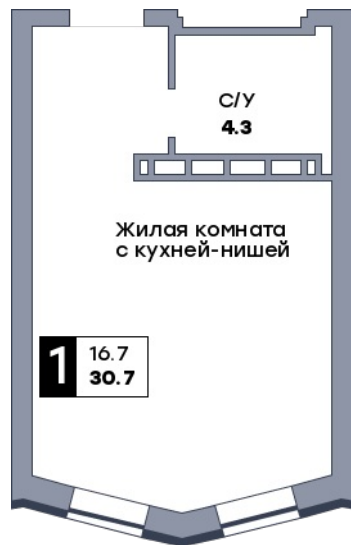 С/У
4.3
Жилая комната
с кухней-нишей
1
16.7
30.7